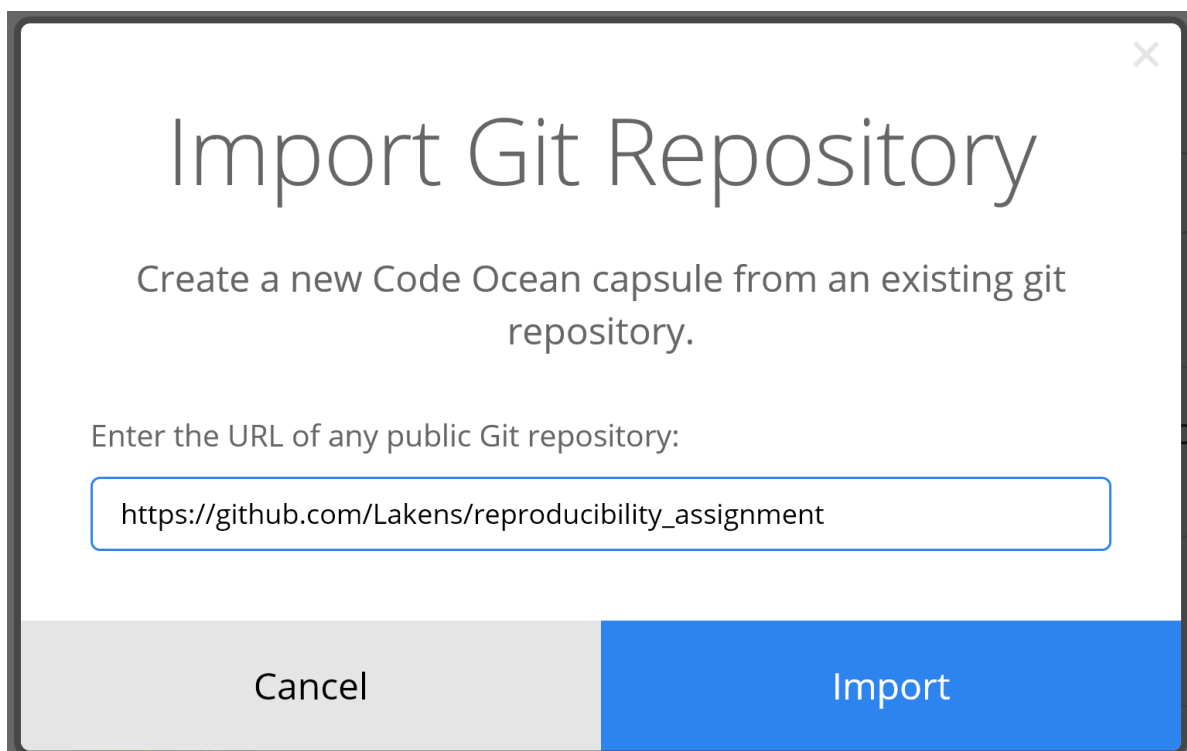 Import Git Repository
Create a new Code Ocean capsule from an existing git
repository.
Enter the URL of any public Git repository:
https://github.com/Lakens/reproducibility_assignment
Cancel
Import